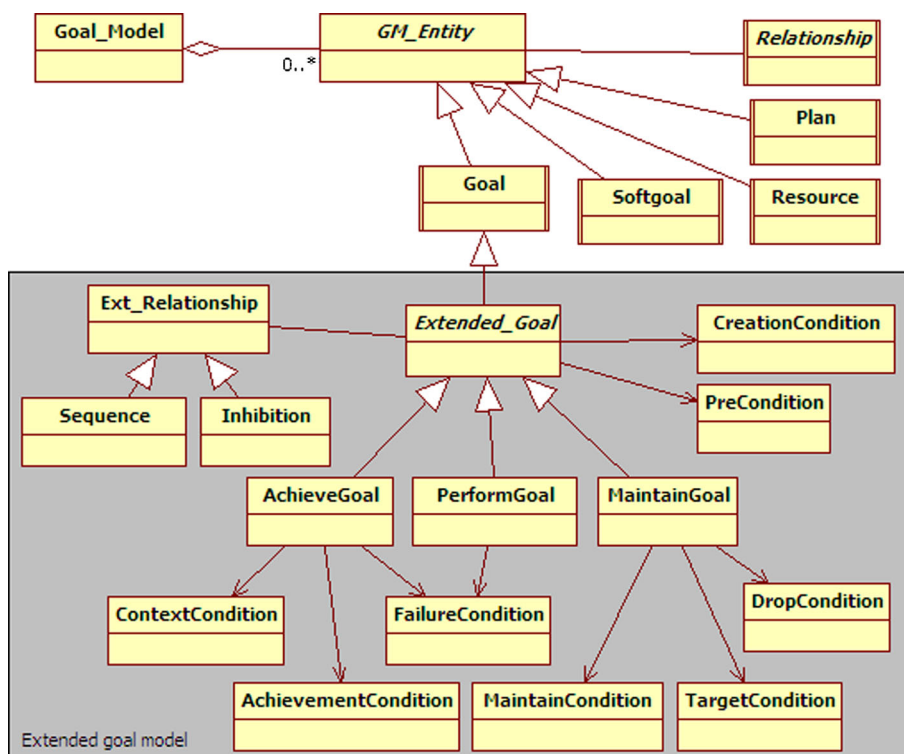 Goal_Model
GM_Entity
Relationship
0..*
Plan
Goal
Softgoal
Resource
Ext_Relationship
Extended_Goal
CreationCondition
Sequence
Inhibition
PreCondition
AchieveGoal
PerformGoal
MaintainGoal
ContextCondition
FailureCondition
DropCondition
AchievementCondition
MaintainCondition
TargetCondition
Extended goal model